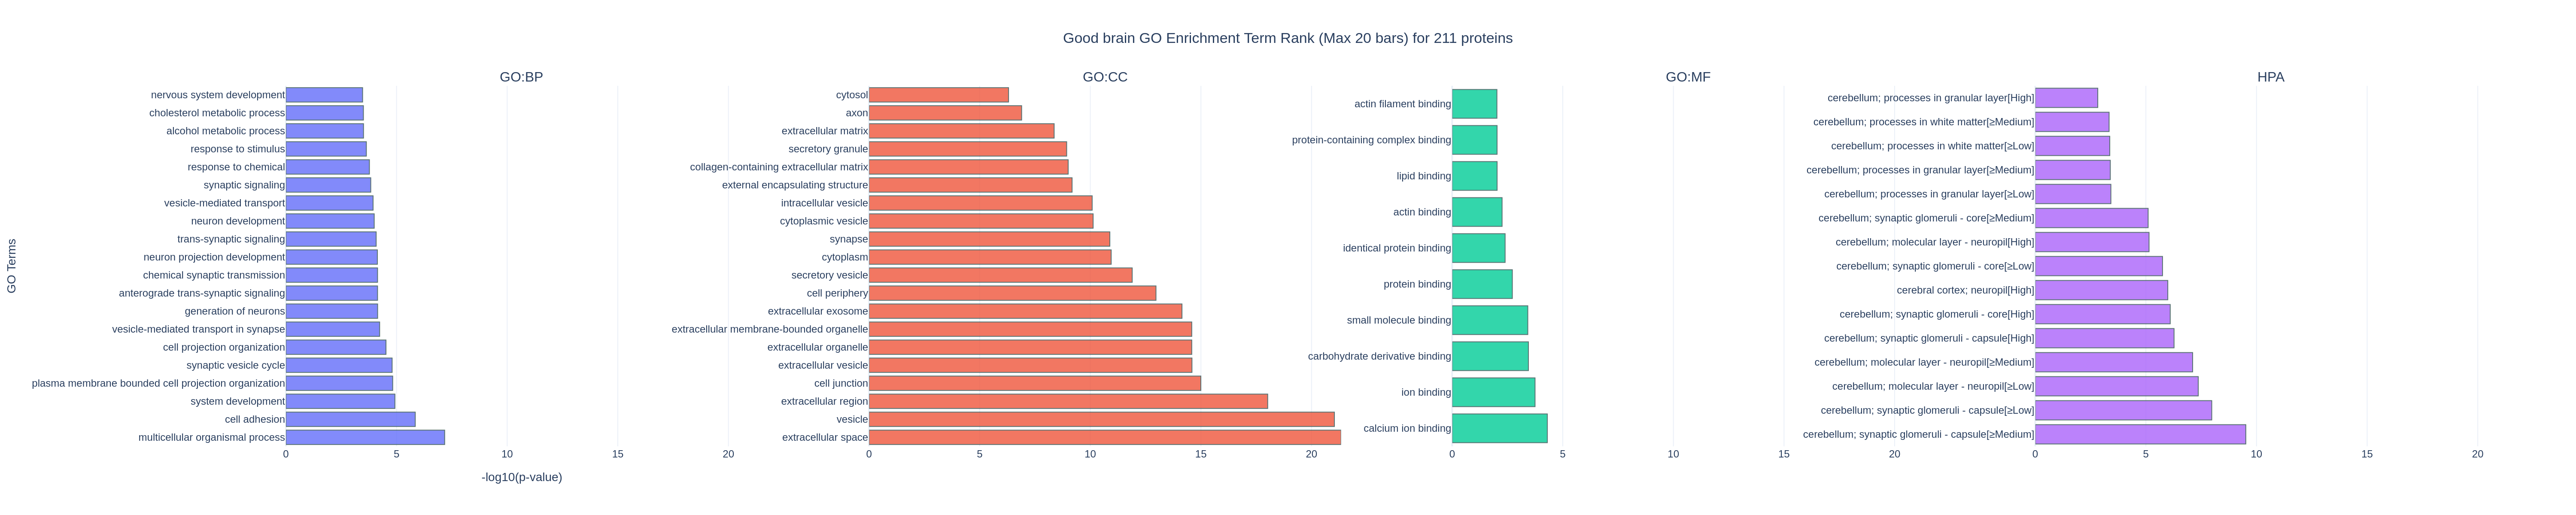 Good brain GO Enrichment Term Rank (Max 20 bars) for 211 proteins
GO:BP
GO:CC
GO:MF
HPA
GO Terms
nervous system development
cholesterol metabolic process
alcohol metabolic process
response to stimulus
response to chemical
synaptic signaling
vesicle-mediated transport
neuron development
trans-synaptic signaling
neuron projection development
chemical synaptic transmission
anterograde trans-synaptic signaling
generation of neurons
vesicle-mediated transport in synapse
cell projection organization
synaptic vesicle cycle
plasma membrane bounded cell projection organization
system development
cell adhesion
multicellular organismal process
0 5 10 15 20
-log10(p-value)
cytosol
axon
extracellular matrix
secretory granule
collagen-containing extracellular matrix
external encapsulating structure
intracellular vesicle
cytoplasmic vesicle
synapse
cytoplasm
secretory vesicle
cell periphery
extracellular exosome
extracellular membrane-bounded organelle
extracellular organelle
extracellular vesicle
cell junction
extracellular region
vesicle
extracellular space
0 5 10 15 20
actin filament binding
protein-containing complex binding
lipid binding
actin binding
identical protein binding
protein binding
small molecule binding
carbohydrate derivative binding
ion binding
calcium ion binding
0 5 10 15 20
cerebellum; processes in granular layer[High]
cerebellum; processes in white matter[≥Medium]
cerebellum; processes in white matter[≥Low]
cerebellum; processes in granular layer[≥Medium]
cerebellum; processes in granular layer[≥Low]
cerebellum; synaptic glomeruli - core[≥Medium]
cerebellum; molecular layer - neuropil[High]
cerebellum; synaptic glomeruli - core[≥Low]
cerebral cortex; neuropil[High]
cerebellum; synaptic glomeruli - core[High]
cerebellum; synaptic glomeruli - capsule[High]
cerebellum; molecular layer - neuropil[≥Medium]
cerebellum; molecular layer - neuropil[≥Low]
cerebellum; synaptic glomeruli - capsule[≥Low]
cerebellum; synaptic glomeruli - capsule[≥Medium]
0 5 10 15 20